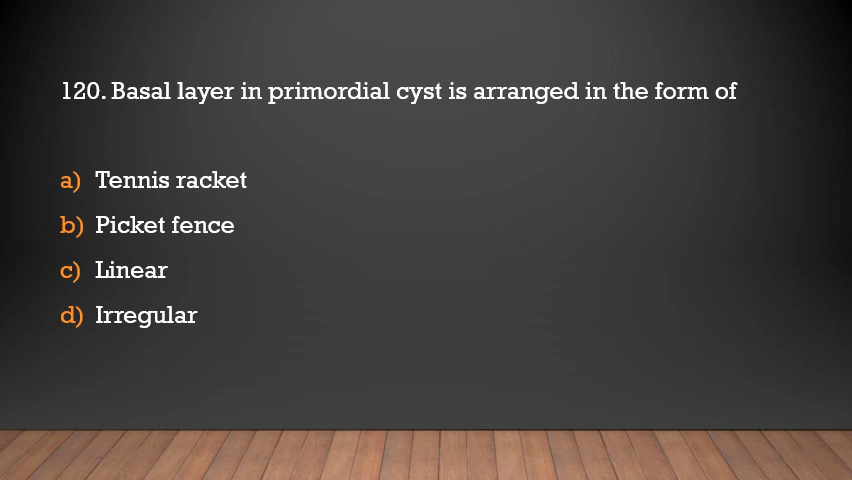 120. Basal layer in primordial cyst is arranged in the form of
a) Tennis racket
b) Picket fence
c) Linear
d) Irregular